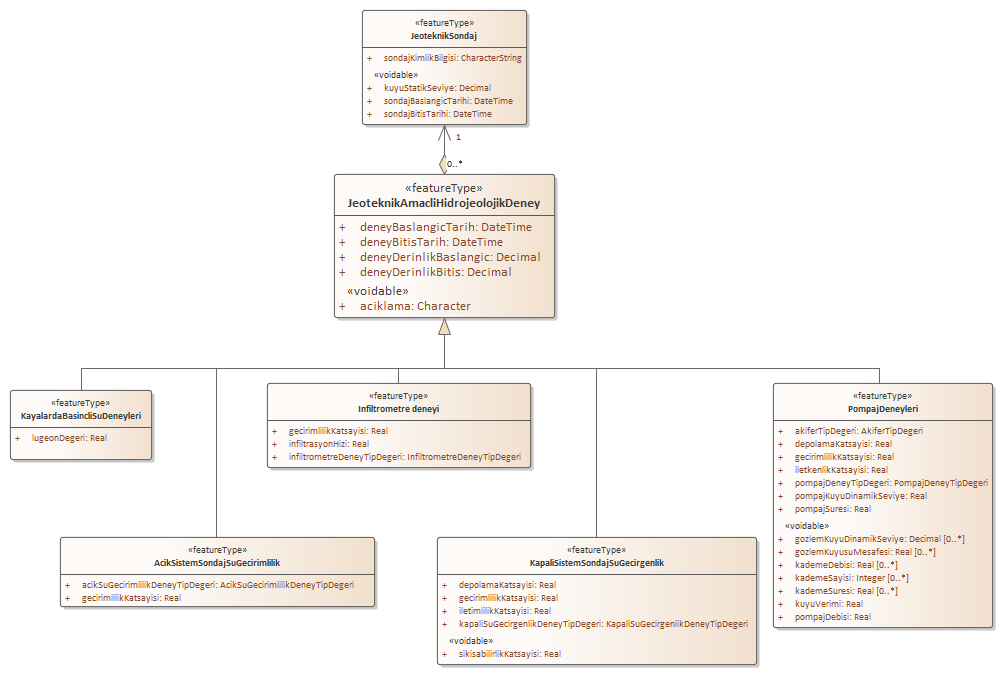 «featureType»
JeoteknikSondaj
+ sondajKimlikBilgisi: CharacterString
«voidable»
+ kuyuStatikSeviye: Decimal
+ sondajBaslangicTarihi: DateTime
+ sondajBitisTarihi: DateTime
1
0..*
«featureType»
JeoteknikAmacliHidrojeolojikDeney
+ deneyBaslangicTarih: DateTime
+ deneyBitisTarih: DateTime
+ deneyDerinlikBaslangic: Decimal
+ deneyDerinlikBitis: Decimal
«voidable»
+ aciklama: Character
«featureType»
KayalardaBasincliSuDeneyleri
+ lugeonDegeri: Real
«featureType»
Infiltrometre deneyi
+ gecirimlilikKatsayisi: Real
+ infiltrasyonHizi: Real
+ infiltrometreDeneyTipDegeri: InfiltrometreDeneyTipDegeri
«featureType»
PompajDeneyleri
+ akiferTipDegeri: AkiferTipDegeri
+ depolamaKatsayisi: Real
+ gecirimlilikKatsayisi: Real
+ iletkenlikKatsayisi: Real
+ pompajDeneyTipDegeri: PompajDeneyTipDegeri
+ pompajKuyuDinamikSeviye: Real
+ pompajSuresi: Real
«voidable»
+ gozlemKuyuDinamikSeviye: Decimal [0..*]
+ gozlemKuyusuMesafesi: Real [0..*]
+ kademeDebisi: Real [0..*]
+ kademeSayisi: Integer [0..*]
+ kademeSuresi: Real [0..*]
+ kuyuVerimi: Real
+ pompajDebisi: Real
«featureType»
AcikSistemSondajSuGecirimlilik
+ acikSuGecirimlilikDeneyTipDegeri: AcikSuGecirimlilikDeneyTipDegeri
+ gecirimlilikKatsayisi: Real
«featureType»
KapaliSistemSondajSuGecirgenlik
+ depolamaKatsayisi: Real
+ gecirimlilikKatsayisi: Real
+ iletimlilikKatsayisi: Real
+ kapaliSuGecirgenlikDeneyTipDegeri: KapaliSuGecirgenlikDeneyTipDegeri
«voidable»
+ sikisabilirlikKatsayisi: Real